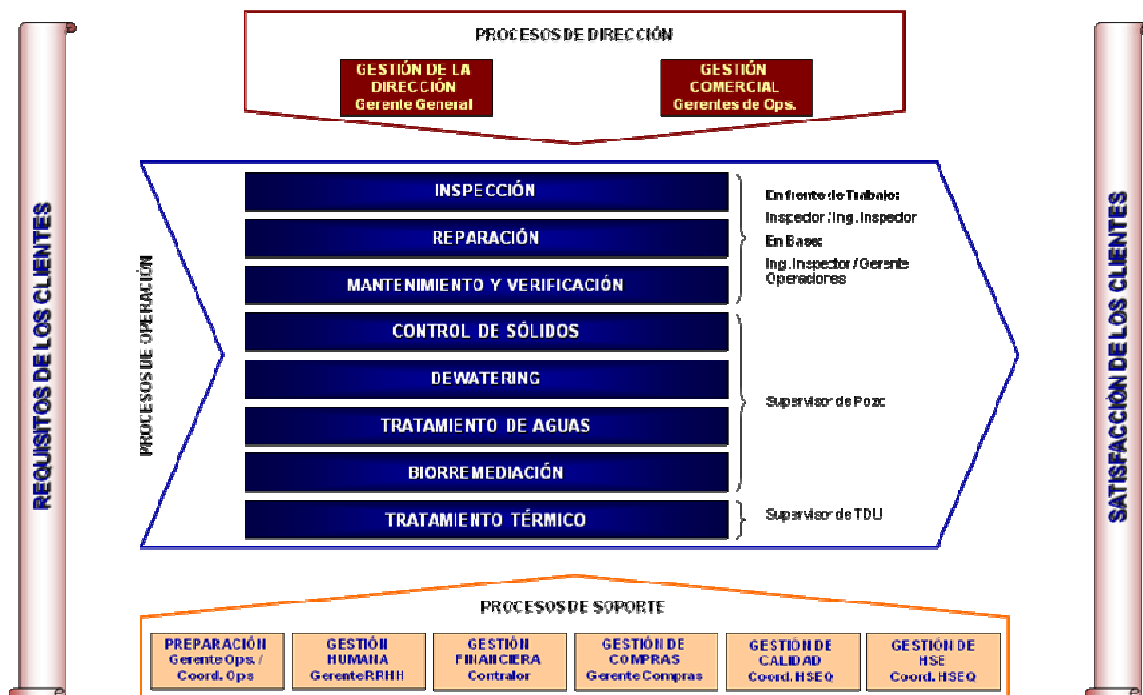 PROCESOS DE DIRECCIÓN
GESTIÓN DE LA
DIRECCIÓN
Gerente General
GESTIÓN
COMERCIAL
Gerentes de Ops.
REQUISITOS DE LOS CLIENTES
PROCESOS DE OPERACIÓN
INSPECCIÓN
REPARACIÓN
MANTENIMIENTO Y VERIFICACIÓN
CONTROL DE SÓLIDOS
DEWATERING
TRATAMIENTO DE AGUAS
BIORREMEDIACIÓN
TRATAMIENTO TÉRMICO
En frente de Trabajo:
Inspector / Ing. Inspector
En Base:
Ing. Inspector / Gerente
Operadores
Supervisor de Pozo
Supervisor de TDU
SATISFACCIÓN DE LOS CLIENTES
PROCESOS DE SOPORTE
PREPARACIÓN
Gerente Ops. /
Coord. Ops
GESTIÓN
HUMANA
Gerente RRHH
GESTIÓN
FINANCIERA
Contralor
GESTIÓN DE
COMPRAS
Gerente Compras
GESTIÓN DE
CALIDAD
Coord. HSEQ
GESTIÓN DE
HSE
Coord. HSEQ